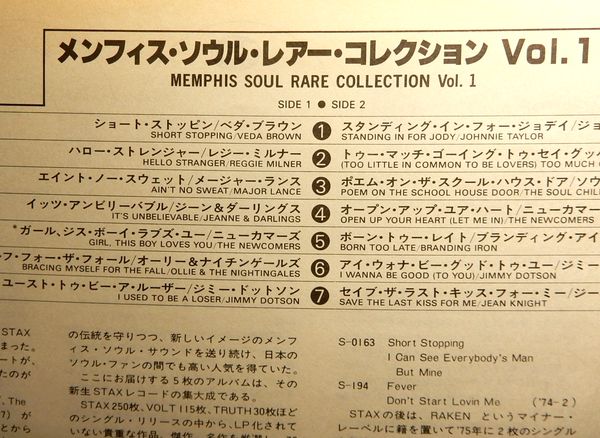 メンフィス・ソウル・レアー・コレクション Vol.1
MEMPHIS SOUL RARE COLLECTION Vol. 1
SIDE 1 ● SIDE 2
ショート・ストッピン/ベダ・ブラウン 1 スタンディング・イン・フォー・ジョデイ/ジョ
SHORT STOPPING/VEDA BROWN STANDING IN FOR JODY/JOHNNIE TAYLOR
ハロー・ストレンジャー/レジー・ミルナー 2 トゥー・マッチ・ゴーイング・トゥ・セイ・グッ
HELLO STRANGER/REGGIE MILNER (TOO LITTLE IN COMMON TO BE LOVERS) TOO MUCH
エイント・ノー・スウェット/メージャー・ランス 3 ポエム・オン・ザ・スクール・ハウス・ドア/ソウ
AIN'T NO SWEAT/MAJOR LANCE POEM ON THE SCHOOL HOUSE DOOR/THE SOUL CHIL
イッツ・アンビリーバブル/ジーン&ダーリングス 4 オープン・アップ・ユア・ハート/ニューカマー
IT'S UNBELIEVABLE/JEANNE & DARLINGS OPEN UP YOUR HEART (LET ME IN)/THE NEWCOMERS
*ガール、ジス・ボーイ・ラブズ・ユー/ニューカマーズ 5 ボーン・トゥー・レイト/ブランディング・アイ
GIRL, THIS BOY LOVES YOU/THE NEWCOMERS BORN TOO LATE/BRANDING IRON
ルフ・フォー・ザ・フォール/オーリー&ナイチンゲールズ 6 アイ・ウォナ・ビー・グッド・トゥ・ユー/ジミー
BRACING MYSELF FOR THE FALL/OLLIE & THE NIGHTINGALES I WANNA BE GOOD (TO YOU)/JIMMY DOTSON
ユースト・トゥ・ビー・ア・ルーザー/ジミー・ドットソン 7 セイブ・ザ・ラスト・キッス・フォー・ミー/ジー
I USED TO BE A LOSER/JIMMY DOTSON SAVE THE LAST KISS FOR ME/JEAN KNIGHT
STAX
まった。
ートが、
たのが
The
7) が
とから
の伝統を守りつつ、新しいイメージのメンフ
ィス・ソウル・サウンドを送り続け、日本の
ソウル・ファンの間でも高い人気を得ていた。
ここにお届けする5枚のアルバムは、その
新生STAXレコードの集大成である。
STAX250枚、VOLT115枚、TRUTH30枚ほど
のシングル・リリースの中から、LP化されて
いない貴重な作品、傑作、名作を厳選し
S-0163 Short Stopping
I Can See Everybody's Man
But Mine
S-194 Fever
Don't Start Lovin Me ('74-2)
STAXの後は、RAKEN というマイナー・
レーベルに籍を置いて'75年に2枚のシング